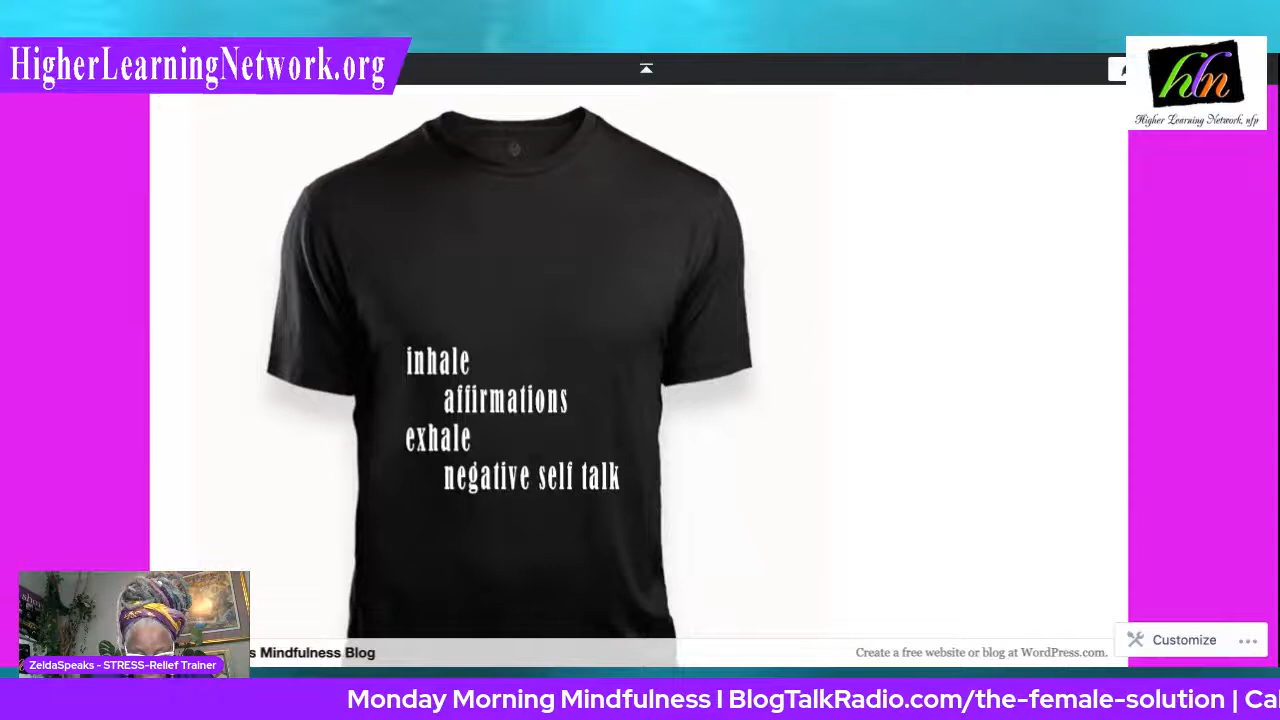 HigherLearningNetwork.org
hln
Higher Learning Network, nfp
inhale
affirmations
exhale
negative self talk
s Mindfulness Blog
Create a free website or blog at WordPress.com.
Customize
ZeldaSpeaks - STRESS-Relief Trainer
Monday Morning Mindfulness I BlogTalkRadio.com/the-female-solution | Ca